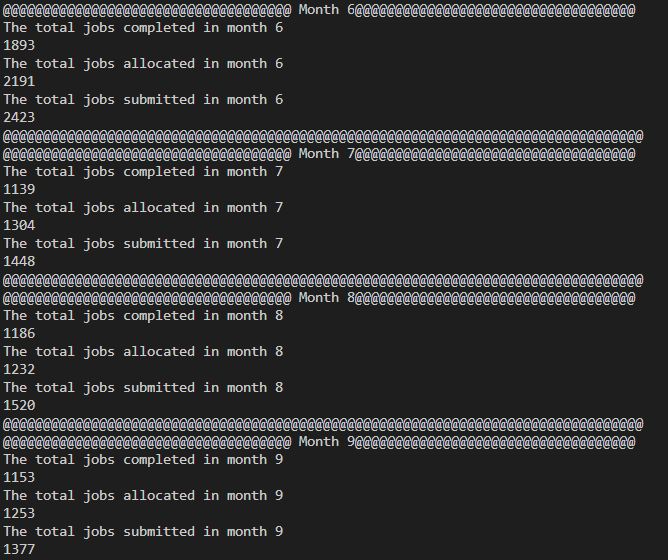 @@@@@@@@@@@@@@@@@@@@@@@@@@@@@@@@@@@@ Month 6@@@@@@@@@@@@@@@@@@@@@@@@@@@@@@@@@@@
The total jobs completed in month 6
1893
The total jobs allocated in month 6
2191
The total jobs submitted in month 6
2423
@@@@@@@@@@@@@@@@@@@@@@@@@@@@@@@@@@@@@@@@@@@@@@@@@@@@@@@@@@@@@@@@@@@@@@@@@@@@@@@@
@@@@@@@@@@@@@@@@@@@@@@@@@@@@@@@@@@@@ Month 7@@@@@@@@@@@@@@@@@@@@@@@@@@@@@@@@@@@
The total jobs completed in month 7
1139
The total jobs allocated in month 7
1304
The total jobs submitted in month 7
1448
@@@@@@@@@@@@@@@@@@@@@@@@@@@@@@@@@@@@@@@@@@@@@@@@@@@@@@@@@@@@@@@@@@@@@@@@@@@@@@@@
@@@@@@@@@@@@@@@@@@@@@@@@@@@@@@@@@@@@ Month 8@@@@@@@@@@@@@@@@@@@@@@@@@@@@@@@@@@@
The total jobs completed in month 8
1186
The total jobs allocated in month 8
1232
The total jobs submitted in month 8
1520
@@@@@@@@@@@@@@@@@@@@@@@@@@@@@@@@@@@@@@@@@@@@@@@@@@@@@@@@@@@@@@@@@@@@@@@@@@@@@@@@
@@@@@@@@@@@@@@@@@@@@@@@@@@@@@@@@@@@@ Month 9@@@@@@@@@@@@@@@@@@@@@@@@@@@@@@@@@@@
The total jobs completed in month 9
1153
The total jobs allocated in month 9
1253
The total jobs submitted in month 9
1377